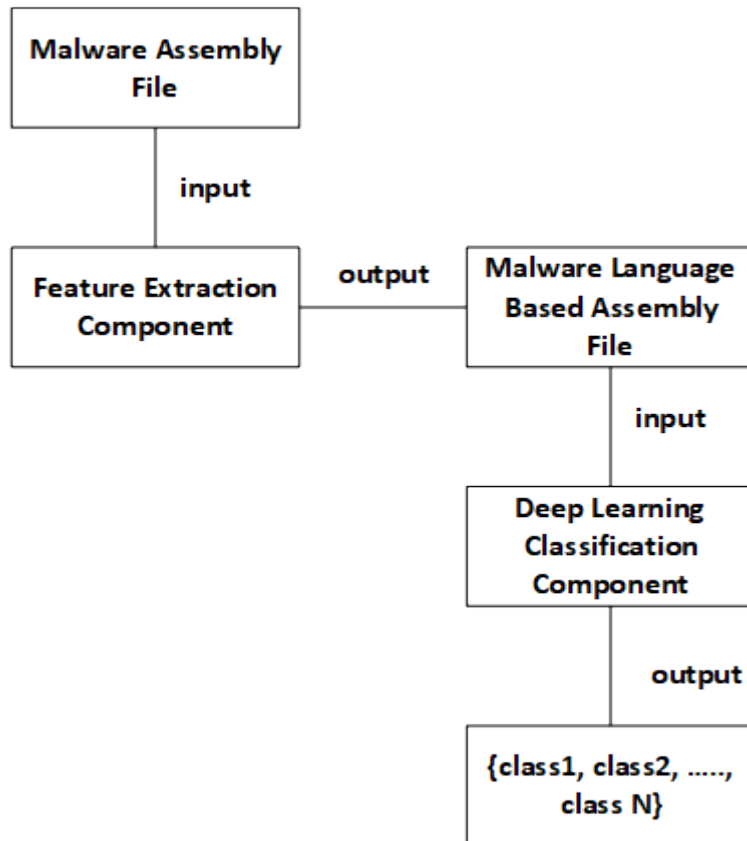 Malware Assembly
File
input
Feature Extraction
Component
output
Malware Language
Based Assembly
File
input
Deep Learning
Classification
Component
output
{class1, class2, .....,
class N}